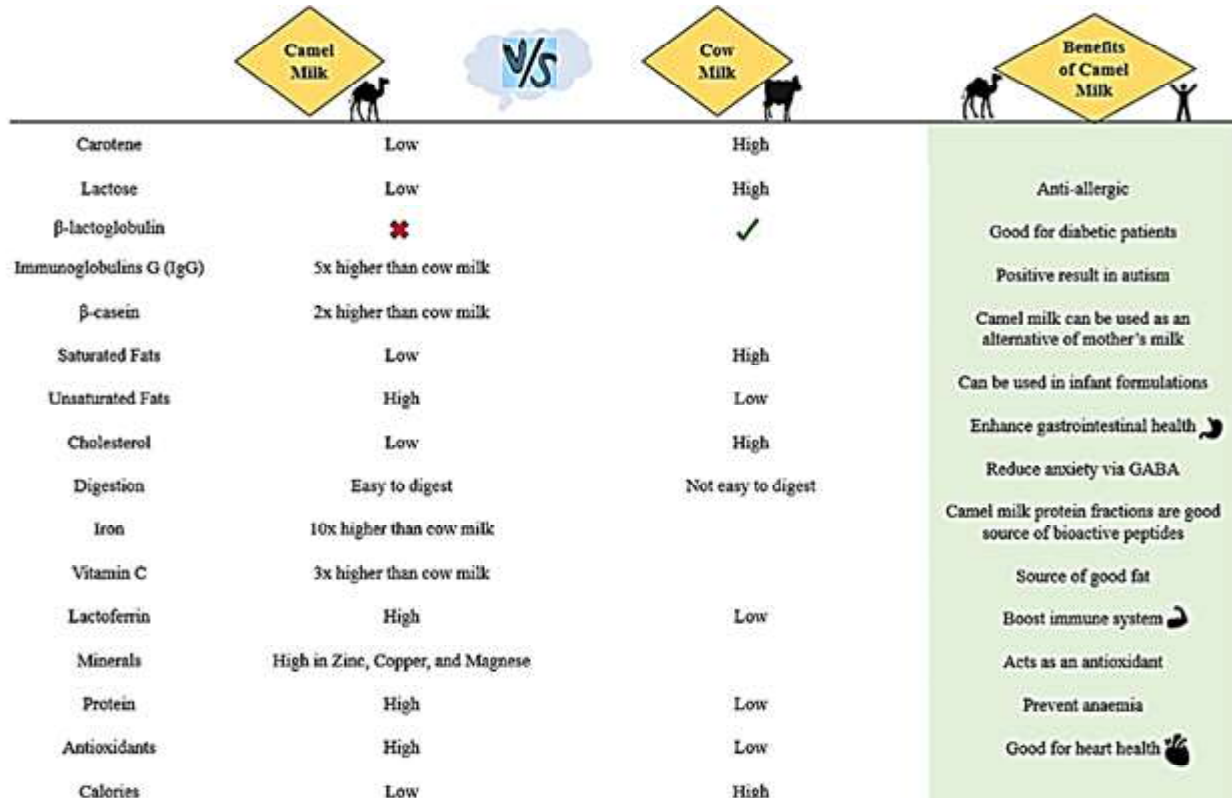 Camel
Milk
V/S
Cow
Milk
Benefits
of Camel
Milk
Carotene Low High
Lactose Low High Anti-allergic
β-lactoglobulin ✖ ✓ Good for diabetic patients
Immunoglobulins G (IgG) 5x higher than cow milk Positive result in autism
β-casein 2x higher than cow milk Camel milk can be used as an
alternative of mother's milk
Saturated Fats Low High
Can be used in infant formulations
Unsaturated Fats High Low
Enhance gastrointestinal health
Cholesterol Low High
Reduce anxiety via GABA
Digestion Easy to digest Not easy to digest
Camel milk protein fractions are good
source of bioactive peptides
Iron 10x higher than cow milk
Vitamin C 3x higher than cow milk Source of good fat
Lactoferrin High Low Boost immune system
Minerals High in Zinc, Copper, and Magnese Acts as an antioxidant
Protein High Low Prevent anaemia
Antioxidants High Low Good for heart health
Calories Low High